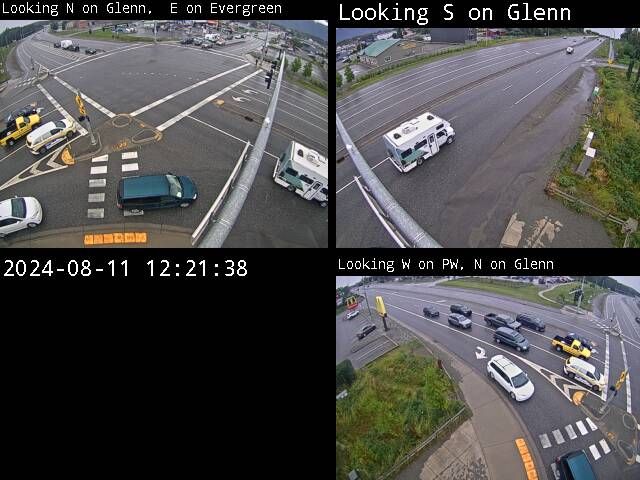 Looking N on Glenn,  E on Evergreen
Looking S on Glenn
2024-08-11 12:21:38
Looking W on PW, N on Glenn